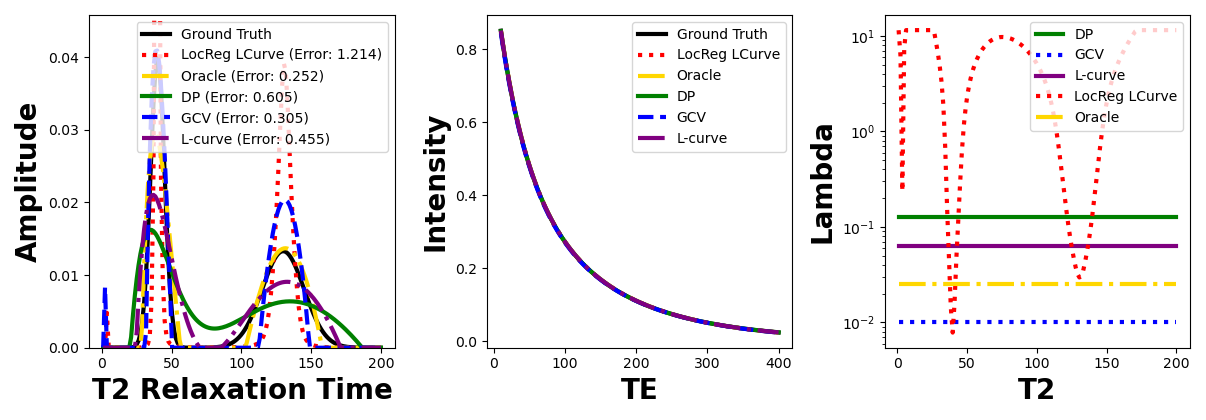 Amplitude
0.04
0.03
0.02
0.01
0.00
Ground Truth
LocReg LCurve (Error: 1.214)
Oracle (Error: 0.252)
DP (Error: 0.605)
GCV (Error: 0.305)
L-curve (Error: 0.455)
0 50 100 150 200
T2 Relaxation Time
Intensity
0.8
0.6
0.4
0.2
0.0
Ground Truth
LocReg LCurve
Oracle
DP
GCV
L-curve
0 100 200 300 400
TE
Lambda
10¹
10⁰
10⁻¹
10⁻²
DP
GCV
L-curve
LocReg LCurve
Oracle
0 50 100 150 200
T2